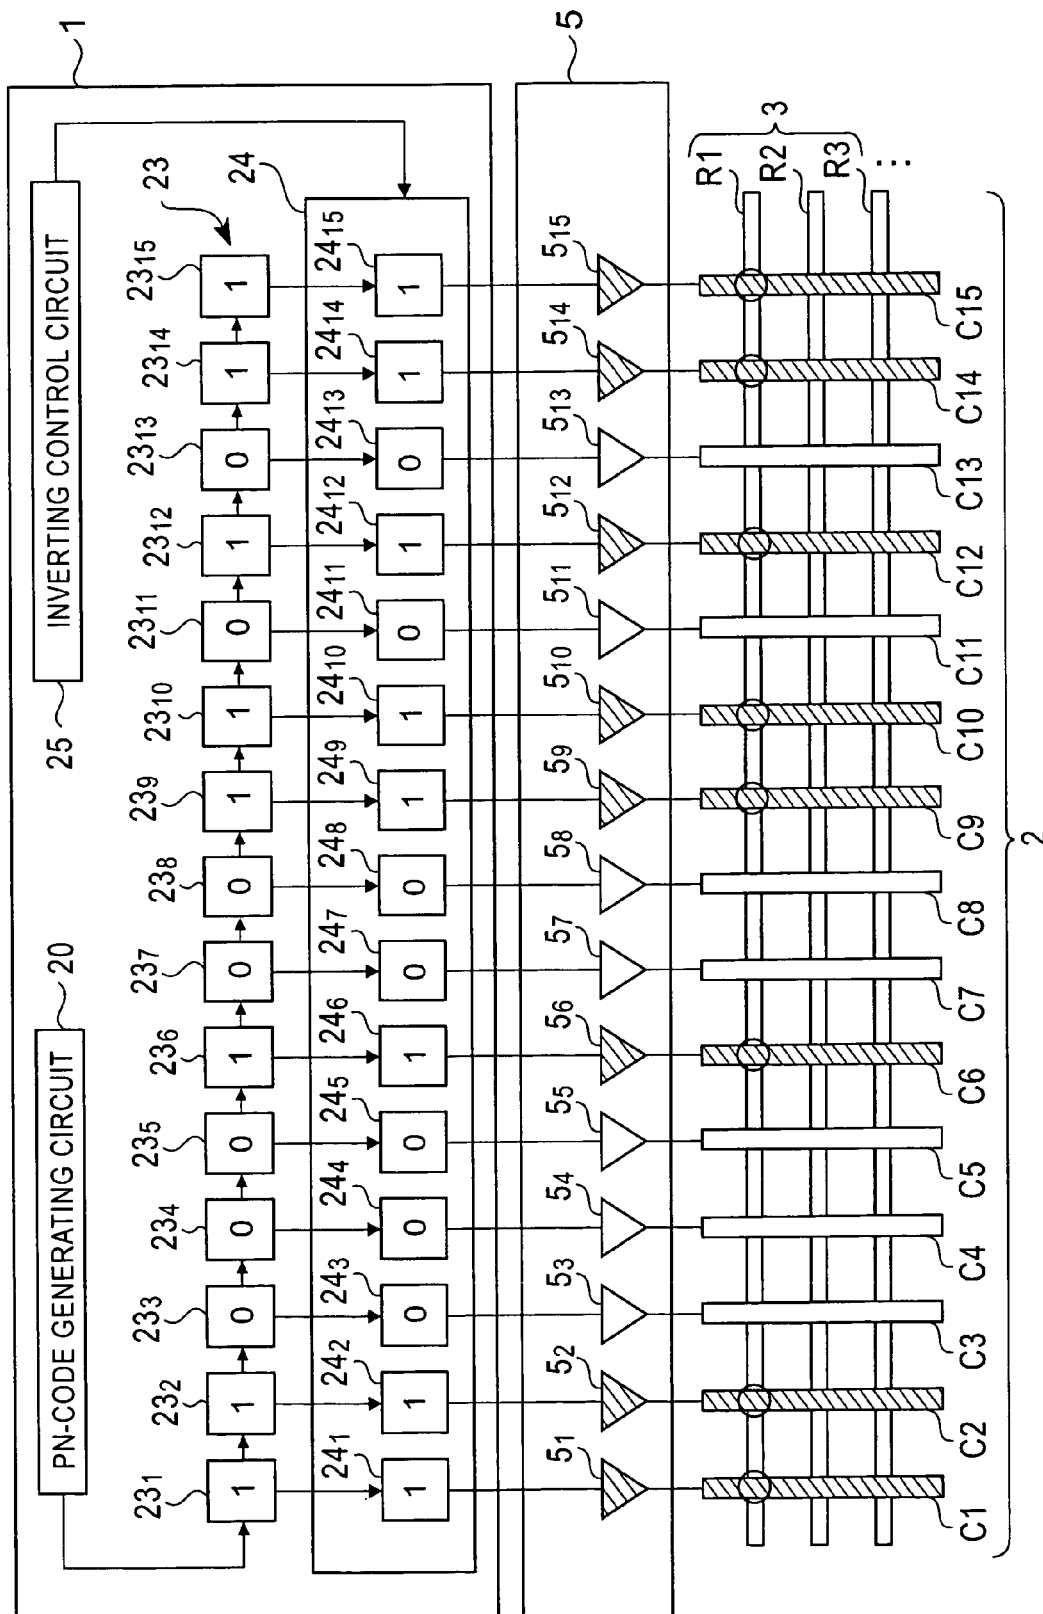 1
PN-CODE GENERATING CIRCUIT 20
25 INVERTING CONTROL CIRCUIT
23
231 232 233 234 235 236 237 238 239 2310 2311 2312 2313 2314 2315
1 1 0 0 0 1 0 0 1 1 0 1 0 1 1
24
241 242 243 244 245 246 247 248 249 2410 2411 2412 2413 2414 2415
1 1 0 0 0 1 0 0 1 1 0 1 0 1 1
5
51 52 53 54 55 56 57 58 59 510 511 512 513 514 515
3
R1
R2
R3
...
C1 C2 C3 C4 C5 C6 C7 C8 C9 C10 C11 C12 C13 C14 C15
2